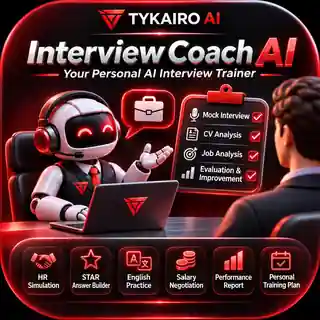 TYKAIRO AI
Interview Coach AI
Your Personal AI Interview Trainer
Mock Interview
CV Analysis
Job Analysis
Evaluation &
Improvement
HR
Simulation
STAR
Answer Builder
A
English
Practice
Salary
Negotiation
Performance
Report
Personal
Training Plan